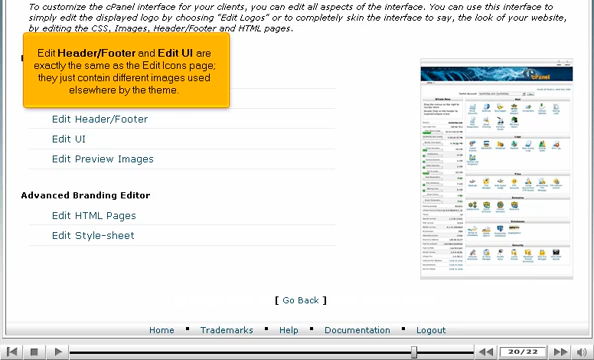 To customize the cPanel interface for your clients, you can edit all aspects of the interface. You can use this interface to
simply edit the displayed logo by choosing "Edit Logos" or to completely skin the interface to say, the look of your website,
by editing the CSS, Images, Header/Footer and HTML pages.
Edit Header/Footer and Edit UI are
exactly the same as the Edit Icons page;
they just contain different images used
elsewhere by the theme.
Edit Header/Footer
Edit UI
Edit Preview Images
Advanced Branding Editor
Edit HTML Pages
Edit Style-sheet
[ Go Back ]
Home ▪ Trademarks ▪ Help ▪ Documentation ▪ Logout
20/22